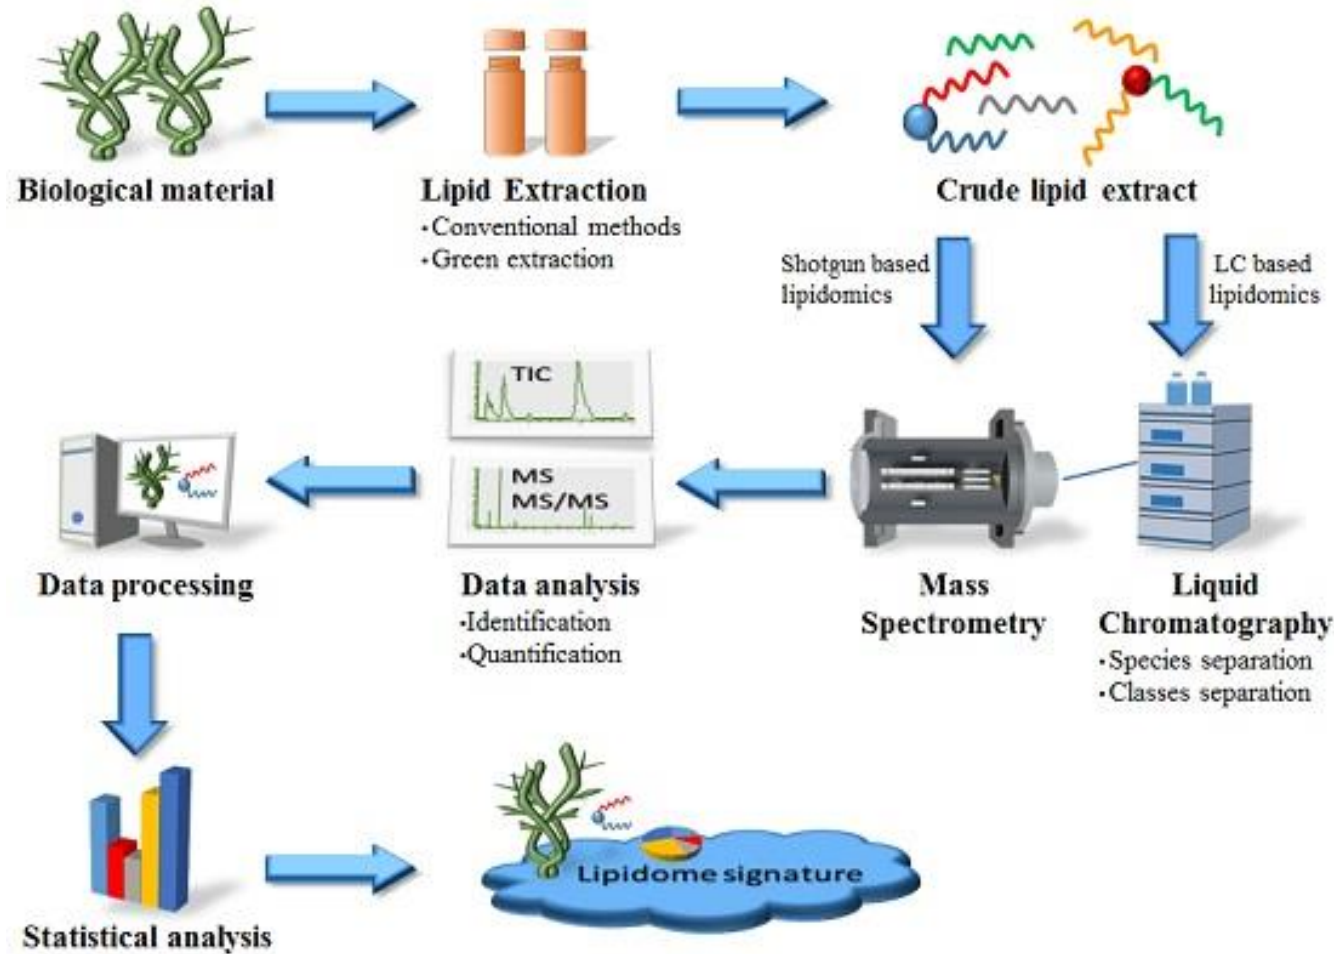 Biological material
Lipid Extraction
·Conventional methods
·Green extraction
Crude lipid extract
Shotgun based
lipidomics
LC based
lipidomics
TIC
MS
MS/MS
Data processing
Data analysis
·Identification
·Quantification
Mass
Spectrometry
Liquid
Chromatography
·Species separation
·Classes separation
Lipidome signature
Statistical analysis